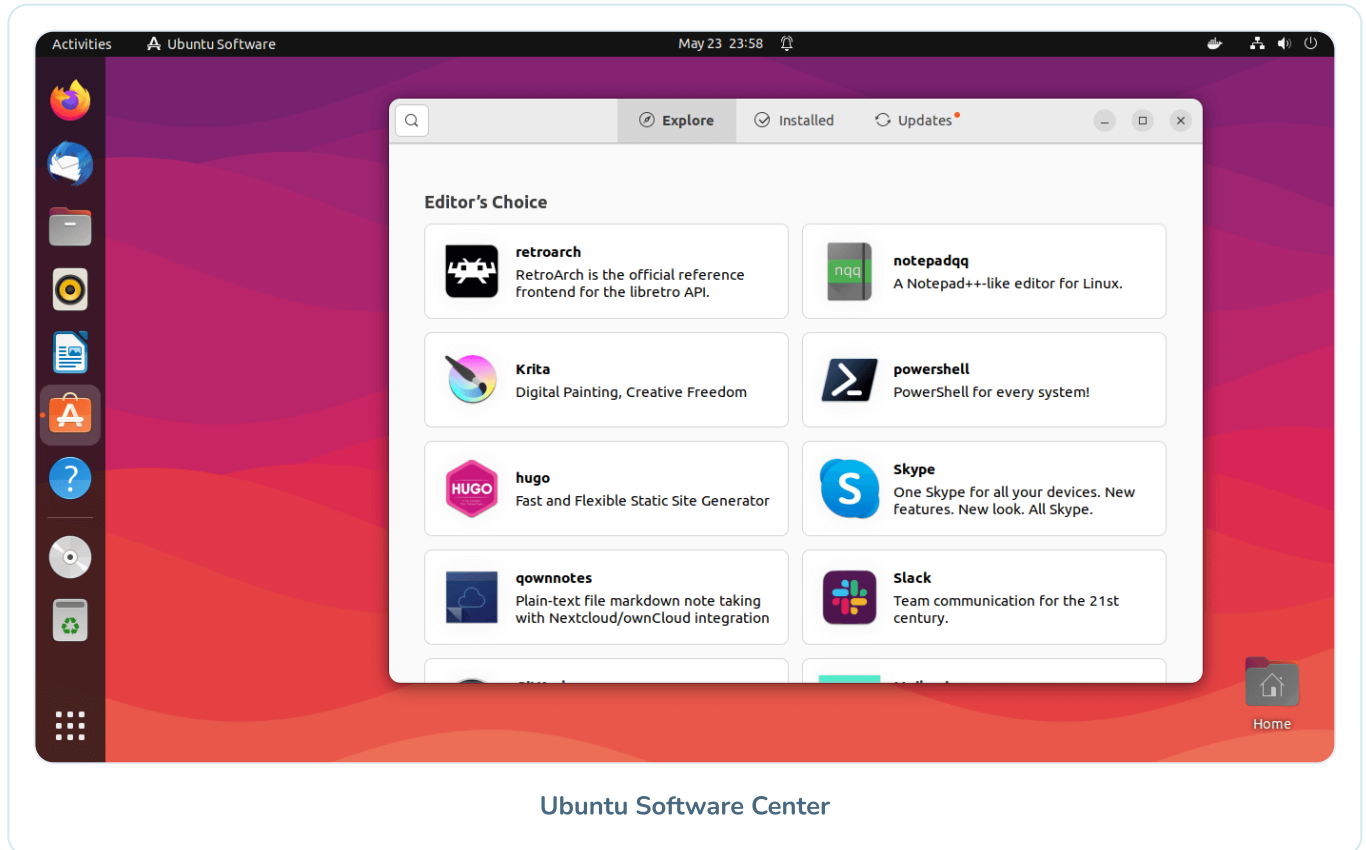 Activities
Ubuntu Software
May 23 23:58
Explore
Installed
Updates
Editor's Choice
retroarch
RetroArch is the official reference
frontend for the libretro API.
nqq
notepadqq
A Notepad++-like editor for Linux.
Krita
Digital Painting, Creative Freedom
powershell
PowerShell for every system!
HUGO
hugo
Fast and Flexible Static Site Generator
S
Skype
One Skype for all your devices. New
features. New look. All Skype.
qownnotes
Plain-text file markdown note taking
with Nextcloud/ownCloud integration
Slack
Team communication for the 21st
century.
Home
Ubuntu Software Center